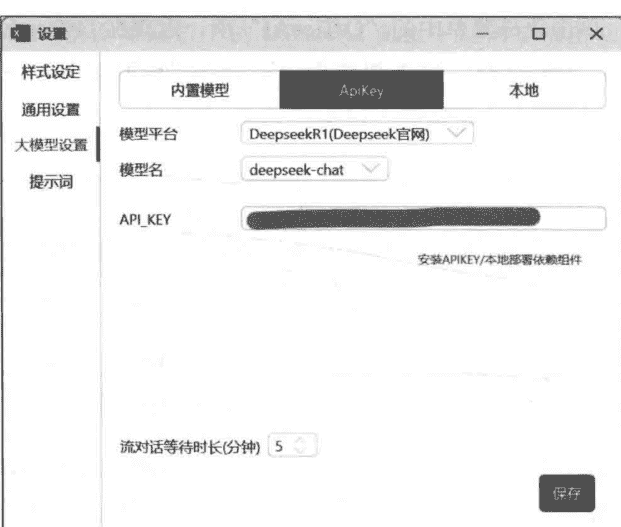 设置
样式设定
通用设置
大模型设置
提示词
内置模型 ApiKey 本地
模型平台 DeepseekR1(Deepseek官网)
模型名 deepseek-chat
API_KEY
安装APIKEY/本地部署依赖组件
流对话等待时长(分钟) 5
保存